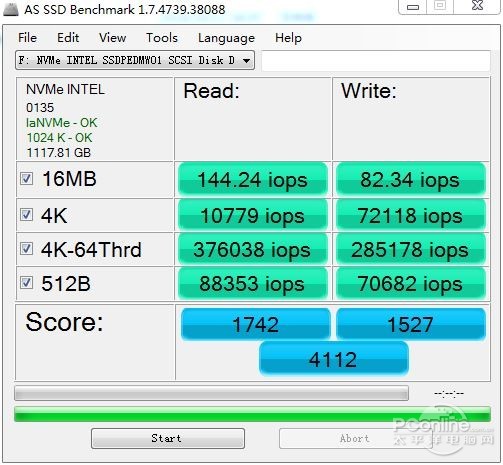 AS SSD Benchmark 1.7.4739.38088
File Edit View Tools Language Help
F: NVMe INTEL SSDPEDMW01 SCSI Disk D
NVMe INTEL
0135
IaNVMe - OK
1024 K - OK
1117.81 GB
Read: Write:
16MB 144.24 iops 82.34 iops
4K 10779 iops 72118 iops
4K-64Thrd 376038 iops 285178 iops
512B 88353 iops 70682 iops
Score: 1742 1527
4112
--:--:--
Start Abort
PConline
太平洋电脑网